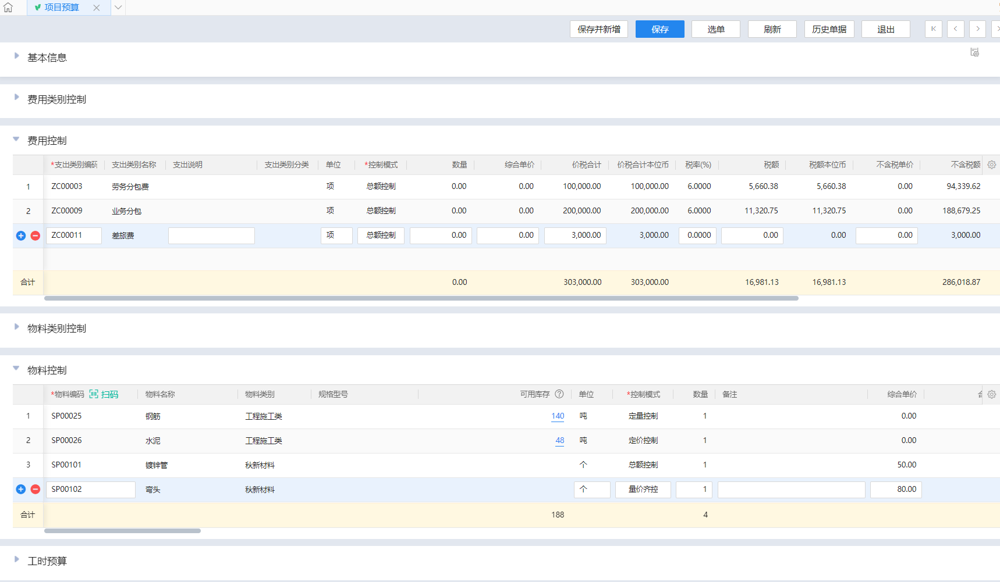 项目预算
保存并新增 保存 选单 刷新 历史单据 退出
基本信息
费用类别控制
费用控制
*支出类别编码 支出类别名称 支出说明 支出类别分类 单位 *控制模式 数量 综合单价 价税合计 价税合计本位币 税率(%) 税额 税额本位币 不含税单价 不含税额
1 ZC00003 劳务分包费 项 总额控制 0.00 0.00 100,000.00 100,000.00 6.0000 5,660.38 5,660.38 0.00 94,339.62
2 ZC00009 业务分包 项 总额控制 0.00 0.00 200,000.00 200,000.00 6.0000 11,320.75 11,320.75 0.00 188,679.25
ZC00011 差旅费 项 总额控制 0.00 0.00 3,000.00 3,000.00 0.0000 0.00 0.00 0.00 3,000.00
合计 0.00 303,000.00 303,000.00 16,981.13 16,981.13 286,018.87
物料类别控制
物料控制
*物料编码 扫码 物料名称 物料类别 规格型号 可用库存 ? 单位 *控制模式 数量 备注 综合单价
1 SP00025 钢筋 工程施工类 140 吨 定量控制 1 0.00
2 SP00026 水泥 工程施工类 48 吨 定价控制 1 0.00
3 SP00101 镀锌管 秋新材料 个 总额控制 1 50.00
SP00102 弯头 秋新材料 个 量价齐控 1 80.00
合计 188 4
工时预算